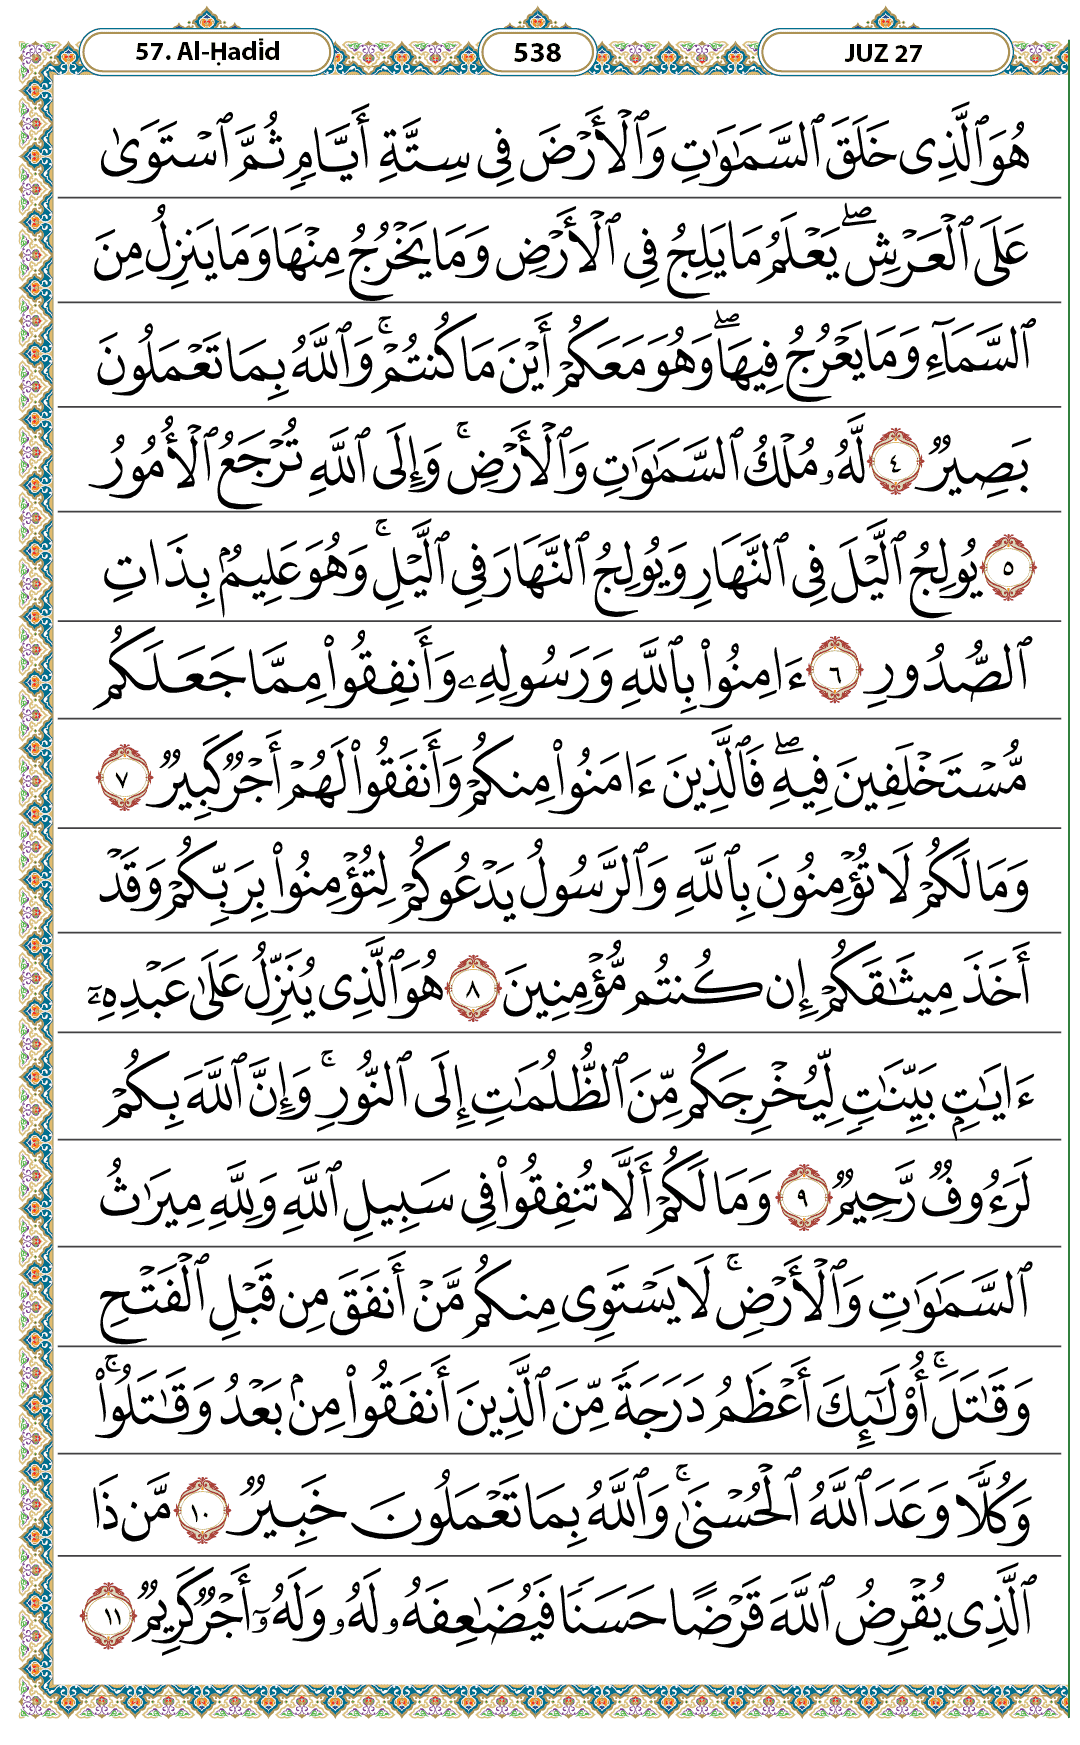 57. Al-Ḥadīd
538
JUZ 27
هُوَ ٱلَّذِى خَلَقَ ٱلسَّمَـٰوَٰتِ وَٱلْأَرْضَ فِى سِتَّةِ أَيَّامٍ ثُمَّ ٱسْتَوَىٰ
عَلَى ٱلْعَرْشِ ۖ يَعْلَمُ مَا يَلِجُ فِى ٱلْأَرْضِ وَمَا يَخْرُجُ مِنْهَا وَمَا يَنزِلُ مِنَ
ٱلسَّمَآءِ وَمَا يَعْرُجُ فِيهَا ۖ وَهُوَ مَعَكُمْ أَيْنَ مَا كُنتُمْ ۚ وَٱللَّهُ بِمَا تَعْمَلُونَ
بَصِيرٌ ٤ لَّهُۥ مُلْكُ ٱلسَّمَـٰوَٰتِ وَٱلْأَرْضِ ۚ وَإِلَى ٱللَّهِ تُرْجَعُ ٱلْأُمُورُ
٥ يُولِجُ ٱلَّيْلَ فِى ٱلنَّهَارِ وَيُولِجُ ٱلنَّهَارَ فِى ٱلَّيْلِ ۚ وَهُوَ عَلِيمٌۢ بِذَاتِ
ٱلصُّدُورِ ٦ ءَامِنُوا۟ بِٱللَّهِ وَرَسُولِهِۦ وَأَنفِقُوا۟ مِمَّا جَعَلَكُم
مُّسْتَخْلَفِينَ فِيهِ ۖ فَٱلَّذِينَ ءَامَنُوا۟ مِنكُمْ وَأَنفَقُوا۟ لَهُمْ أَجْرٌ كَبِيرٌ ٧
وَمَا لَكُمْ لَا تُؤْمِنُونَ بِٱللَّهِ وَٱلرَّسُولُ يَدْعُوكُمْ لِتُؤْمِنُوا۟ بِرَبِّكُمْ وَقَدْ
أَخَذَ مِيثَـٰقَكُمْ إِن كُنتُم مُّؤْمِنِينَ ٨ هُوَ ٱلَّذِى يُنَزِّلُ عَلَىٰ عَبْدِهِۦٓ
ءَايَـٰتٍۭ بَيِّنَـٰتٍ لِّيُخْرِجَكُم مِّنَ ٱلظُّلُمَـٰتِ إِلَى ٱلنُّورِ ۚ وَإِنَّ ٱللَّهَ بِكُمْ
لَرَءُوفٌ رَّحِيمٌ ٩ وَمَا لَكُمْ أَلَّا تُنفِقُوا۟ فِى سَبِيلِ ٱللَّهِ وَلِلَّهِ مِيرَٰثُ
ٱلسَّمَـٰوَٰتِ وَٱلْأَرْضِ ۚ لَا يَسْتَوِى مِنكُم مَّنْ أَنفَقَ مِن قَبْلِ ٱلْفَتْحِ
وَقَـٰتَلَ ۚ أُو۟لَـٰٓئِكَ أَعْظَمُ دَرَجَةً مِّنَ ٱلَّذِينَ أَنفَقُوا۟ مِنۢ بَعْدُ وَقَـٰتَلُوا۟ ۚ
وَكُلًّا وَعَدَ ٱللَّهُ ٱلْحُسْنَىٰ ۚ وَٱللَّهُ بِمَا تَعْمَلُونَ خَبِيرٌ ١٠ مَّن ذَا
ٱلَّذِى يُقْرِضُ ٱللَّهَ قَرْضًا حَسَنًا فَيُضَـٰعِفَهُۥ لَهُۥ وَلَهُۥٓ أَجْرٌ كَرِيمٌ ١١